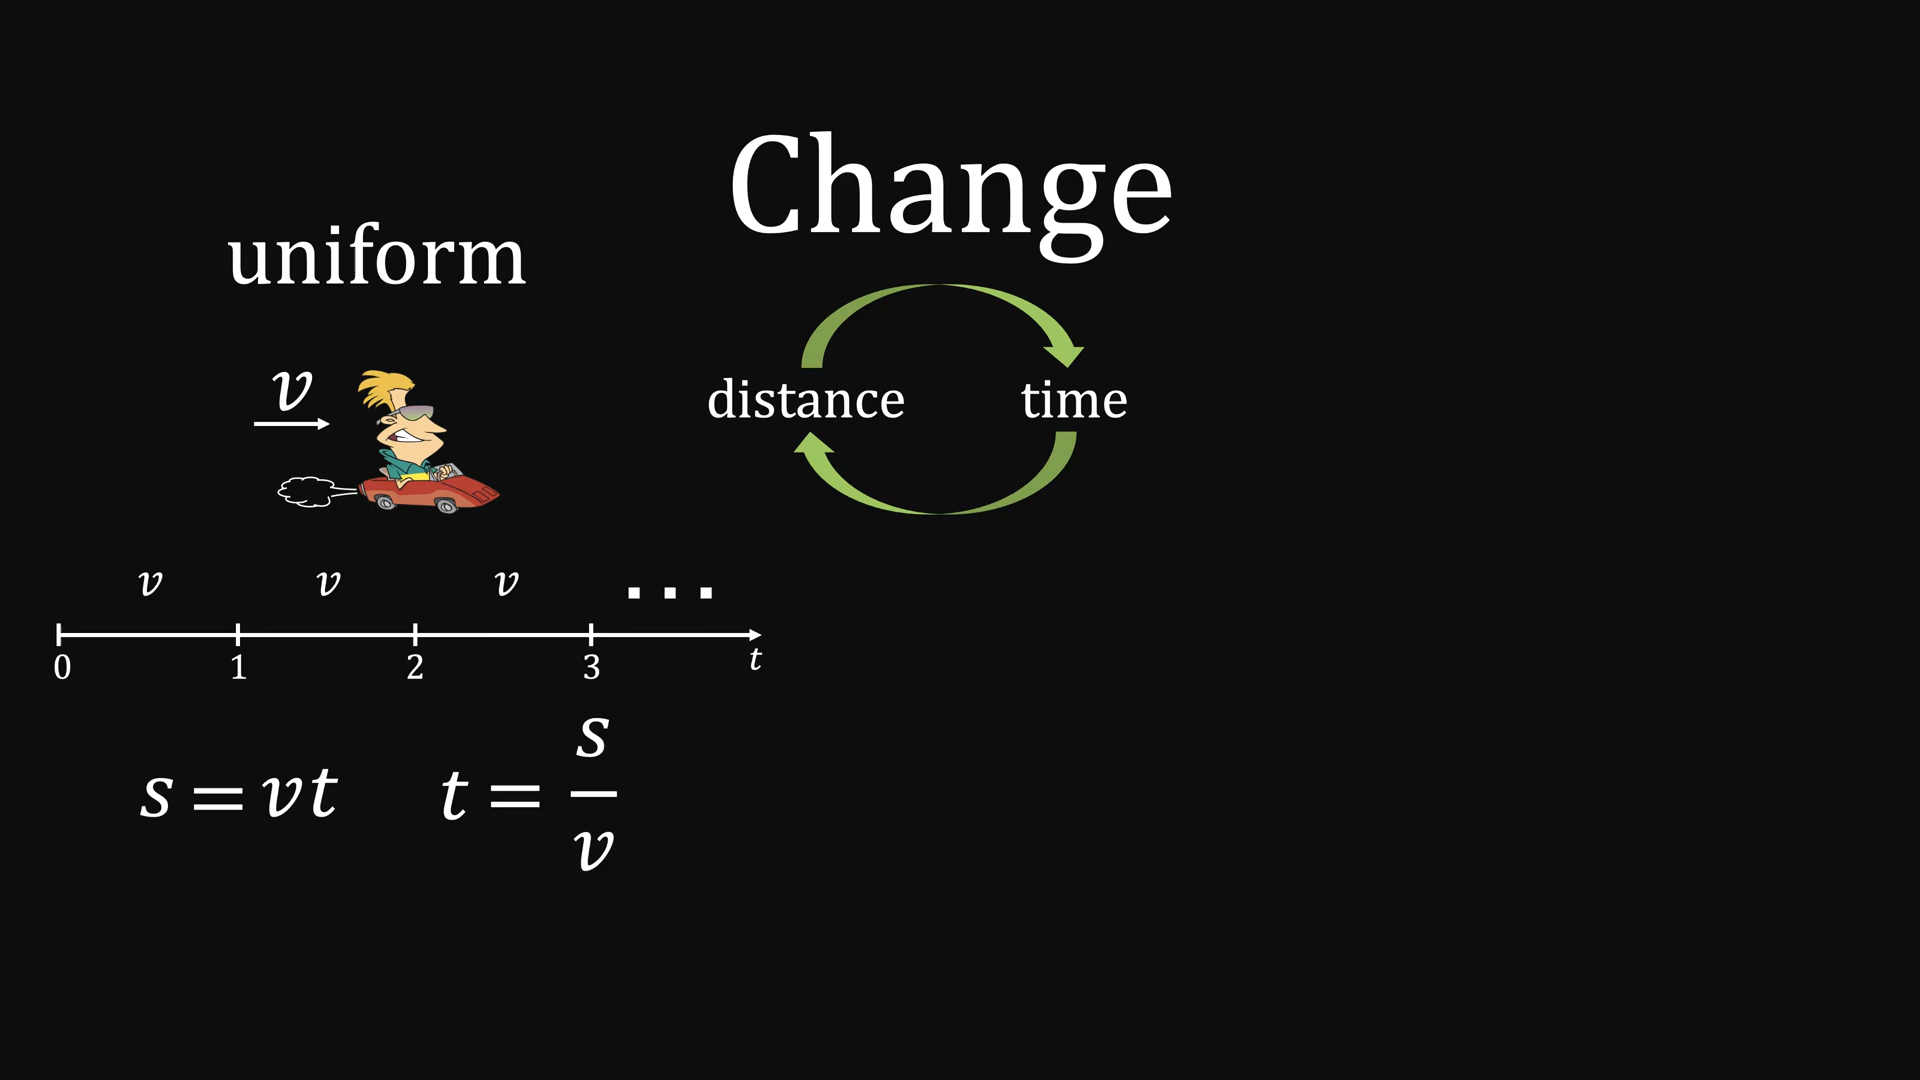 Change
uniform
v
distance time
v v v ...
0 1 2 3 t
s = vt t = s/v